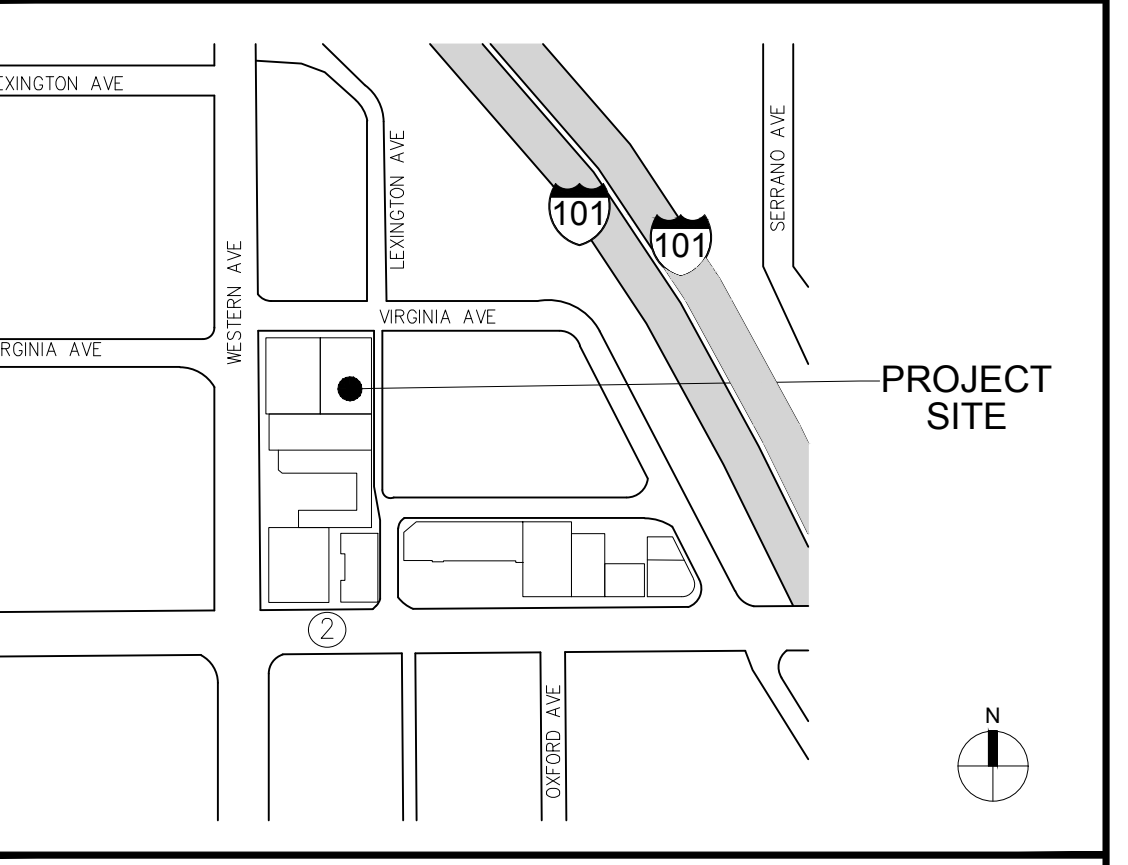 EXINGTON AVE
LEXINGTON AVE
SERRANO AVE
101
101
WESTERN AVE
VIRGINIA AVE
RGINIA AVE
PROJECT
SITE
2
OXFORD AVE
N